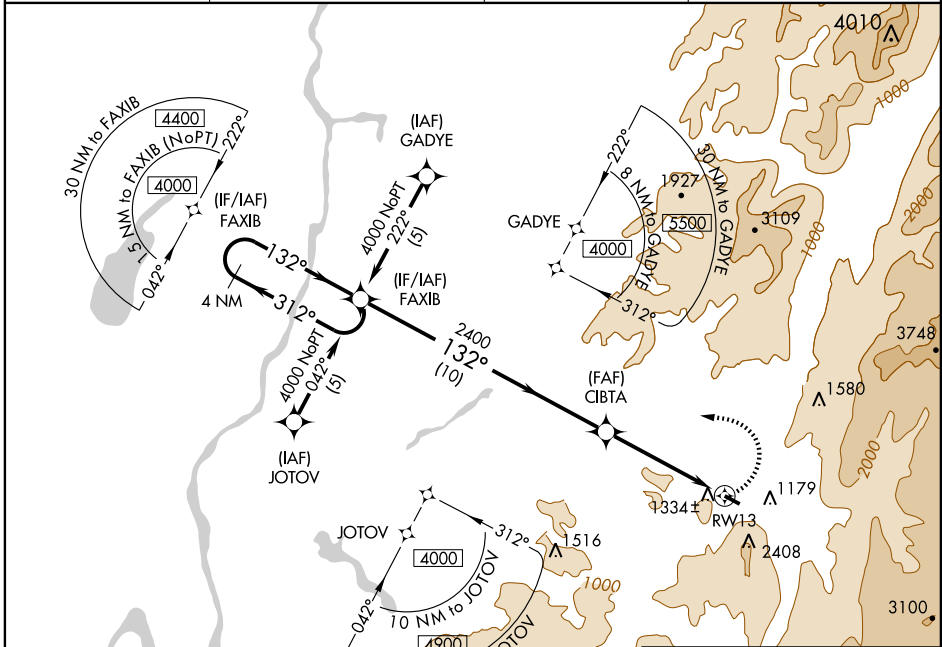 4010
1000
30 NM to FAXIB
4400
15 NM to FAXIB (NoPT)
4000
222°
042°
(IAF)
GADYE
4000 NoPT
222°
(5)
(IF/IAF)
FAXIB
132°
312°
4 NM
(IF/IAF)
FAXIB
4000 NoPT
042°
(5)
(IAF)
JOTOV
2400
132°
(10)
(FAF)
CIBTA
222°
30 NM to GADYE
5500
8 NM to GADYE
4000
GADYE
312°
1927
3109
1000
2000
3748
1580
2000
1334±
RW13
1179
2408
3100
JOTOV
312°
4000
10 NM to JOTOV
042°
4900
JOTOV
1516
1000